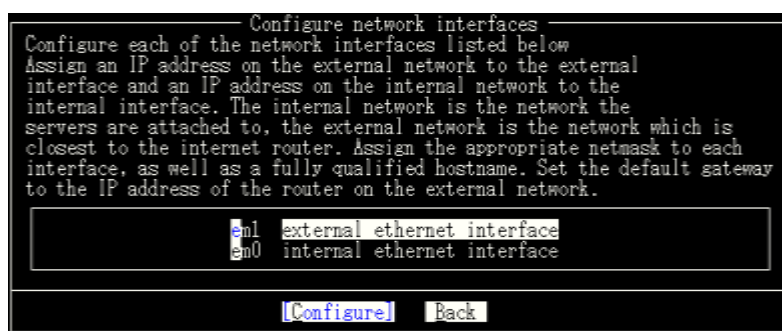 Configure network interfaces
Configure each of the network interfaces listed below
Assign an IP address on the external network to the external
interface and an IP address on the internal network to the
internal interface. The internal network is the network the
servers are attached to, the external network is the network which is
closest to the internet router. Assign the appropriate netmask to each
interface, as well as a fully qualified hostname. Set the default gateway
to the IP address of the router on the external network.
em1 external ethernet interface
em0 internal ethernet interface
[Configure] Back